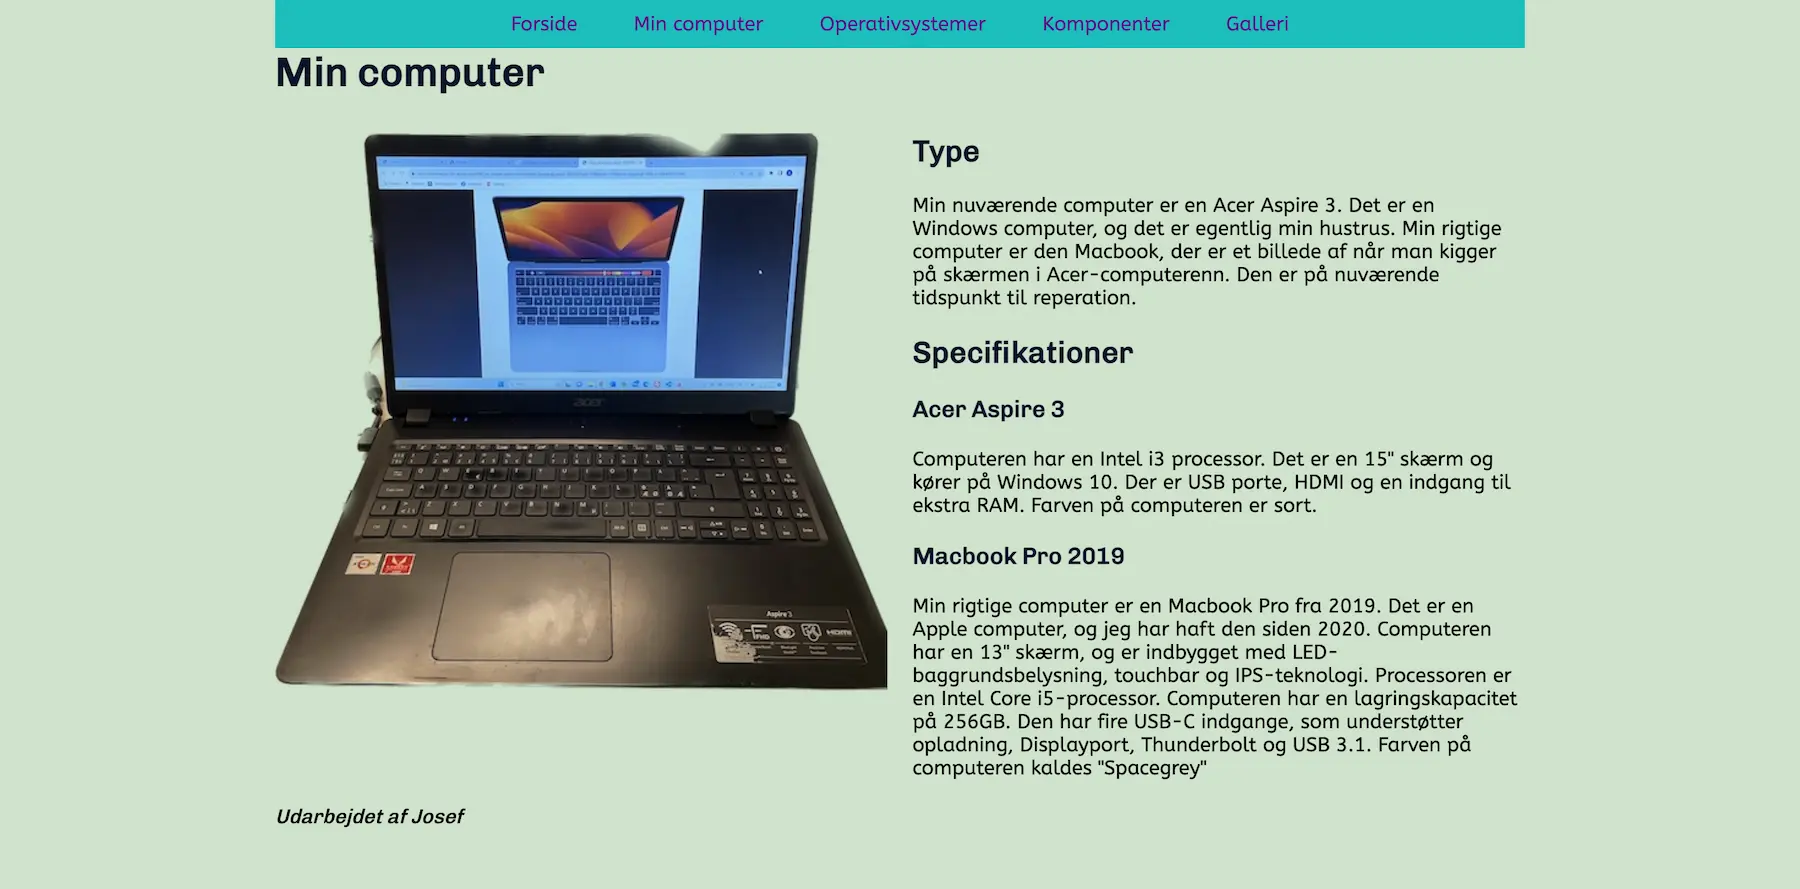 Forside Min computer Operativsystemer Komponenter Galleri
Min computer
acer
Aspire 3
FHD
HDMI
Type
Min nuværende computer er en Acer Aspire 3. Det er en
Windows computer, og det er egentlig min hustrus. Min rigtige
computer er den Macbook, der er et billede af når man kigger
på skærmen i Acer-computerenn. Den er på nuværende
tidspunkt til reperation.
Specifikationer
Acer Aspire 3
Computeren har en Intel i3 processor. Det er en 15" skærm og
kører på Windows 10. Der er USB porte, HDMI og en indgang til
ekstra RAM. Farven på computeren er sort.
Macbook Pro 2019
Min rigtige computer er en Macbook Pro fra 2019. Det er en
Apple computer, og jeg har haft den siden 2020. Computeren
har en 13" skærm, og er indbygget med LED-
baggrundsbelysning, touchbar og IPS-teknologi. Processoren er
en Intel Core i5-processor. Computeren har en lagringskapacitet
på 256GB. Den har fire USB-C indgange, som understøtter
opladning, Displayport, Thunderbolt og USB 3.1. Farven på
computeren kaldes "Spacegrey"
Udarbejdet af Josef